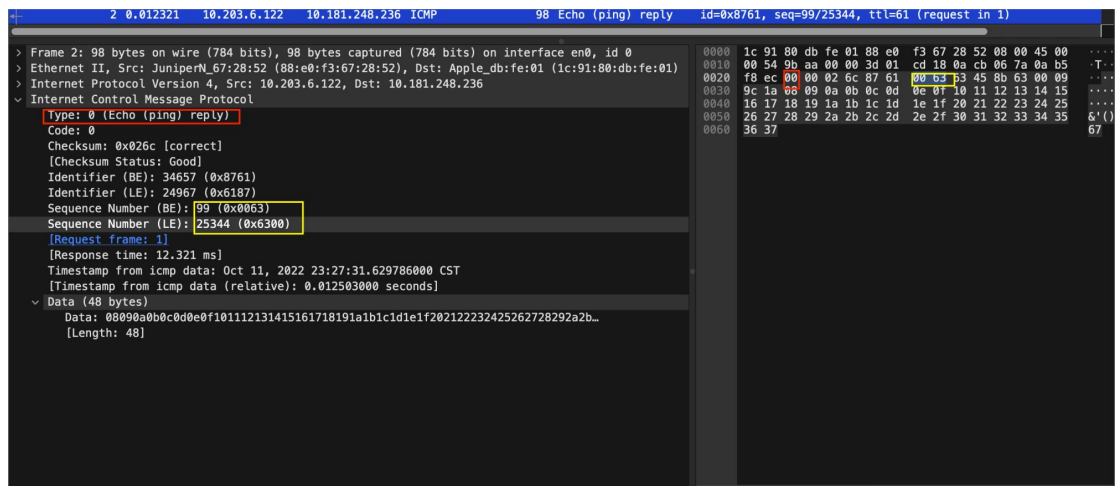 2 0.012321 10.203.6.122 10.181.248.236 ICMP 98 Echo (ping) reply id=0x8761, seq=99/25344, ttl=61 (request in 1)
Frame 2: 98 bytes on wire (784 bits), 98 bytes captured (784 bits) on interface en0, id 0
Ethernet II, Src: JuniperN_67:28:52 (88:e0:f3:67:28:52), Dst: Apple_db:fe:01 (1c:91:80:db:fe:01)
Internet Protocol Version 4, Src: 10.203.6.122, Dst: 10.181.248.236
Internet Control Message Protocol
Type: 0 (Echo (ping) reply)
Code: 0
Checksum: 0x026c [correct]
[Checksum Status: Good]
Identifier (BE): 34657 (0x8761)
Identifier (LE): 24967 (0x6187)
Sequence Number (BE): 99 (0x0063)
Sequence Number (LE): 25344 (0x6300)
[Request frame: 1]
[Response time: 12.321 ms]
Timestamp from icmp data: Oct 11, 2022 23:27:31.629786000 CST
[Timestamp from icmp data (relative): 0.012503000 seconds]
Data (48 bytes)
Data: 08090a0b0c0d0e0f101112131415161718191a1b1c1d1e1f202122232425262728292a2b…
[Length: 48]
0000 1c 91 80 db fe 01 88 e0 f3 67 28 52 08 00 45 00
0010 00 54 9b aa 00 00 3d 01 cd 18 0a cb 06 7a 0a b5 ·T··
0020 f8 ec 00 00 02 6c 87 61 00 63 63 45 8b 63 00 09 ····
0030 9c 1a 08 09 0a 0b 0c 0d 0e 0f 10 11 12 13 14 15 ····
0040 16 17 18 19 1a 1b 1c 1d 1e 1f 20 21 22 23 24 25 ····
0050 26 27 28 29 2a 2b 2c 2d 2e 2f 30 31 32 33 34 35 &'()
0060 36 37 67